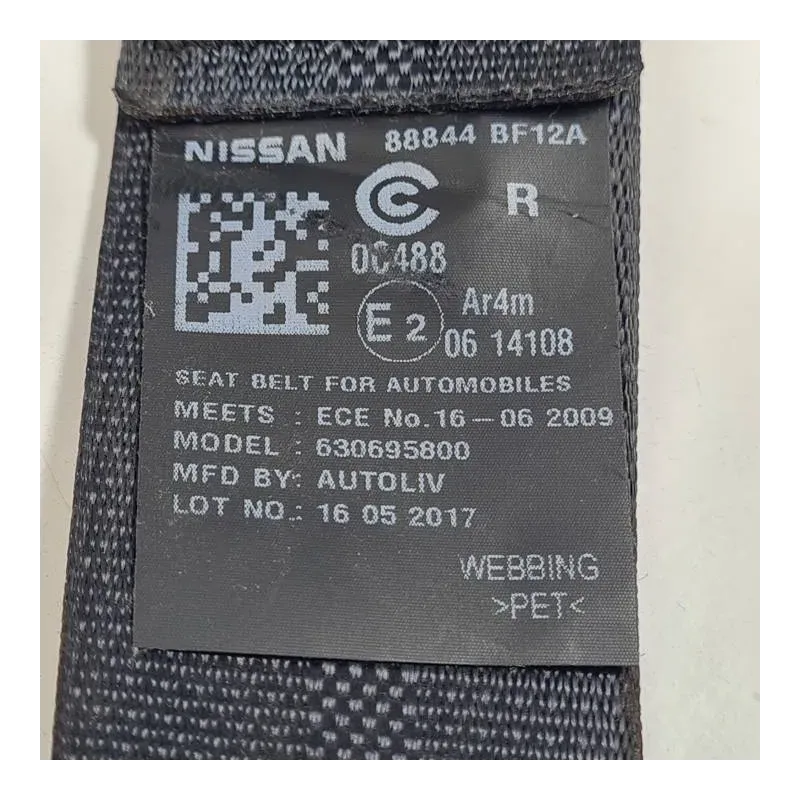 NISSAN 88844 BF12A
C R
0C488
E2 Ar4m
06 14108
SEAT BELT FOR AUTOMOBILES
MEETS : ECE No.16-06 2009
MODEL : 630695800
MFD BY: AUTOLIV
LOT NO.: 16 05 2017
WEBBING
>PET<